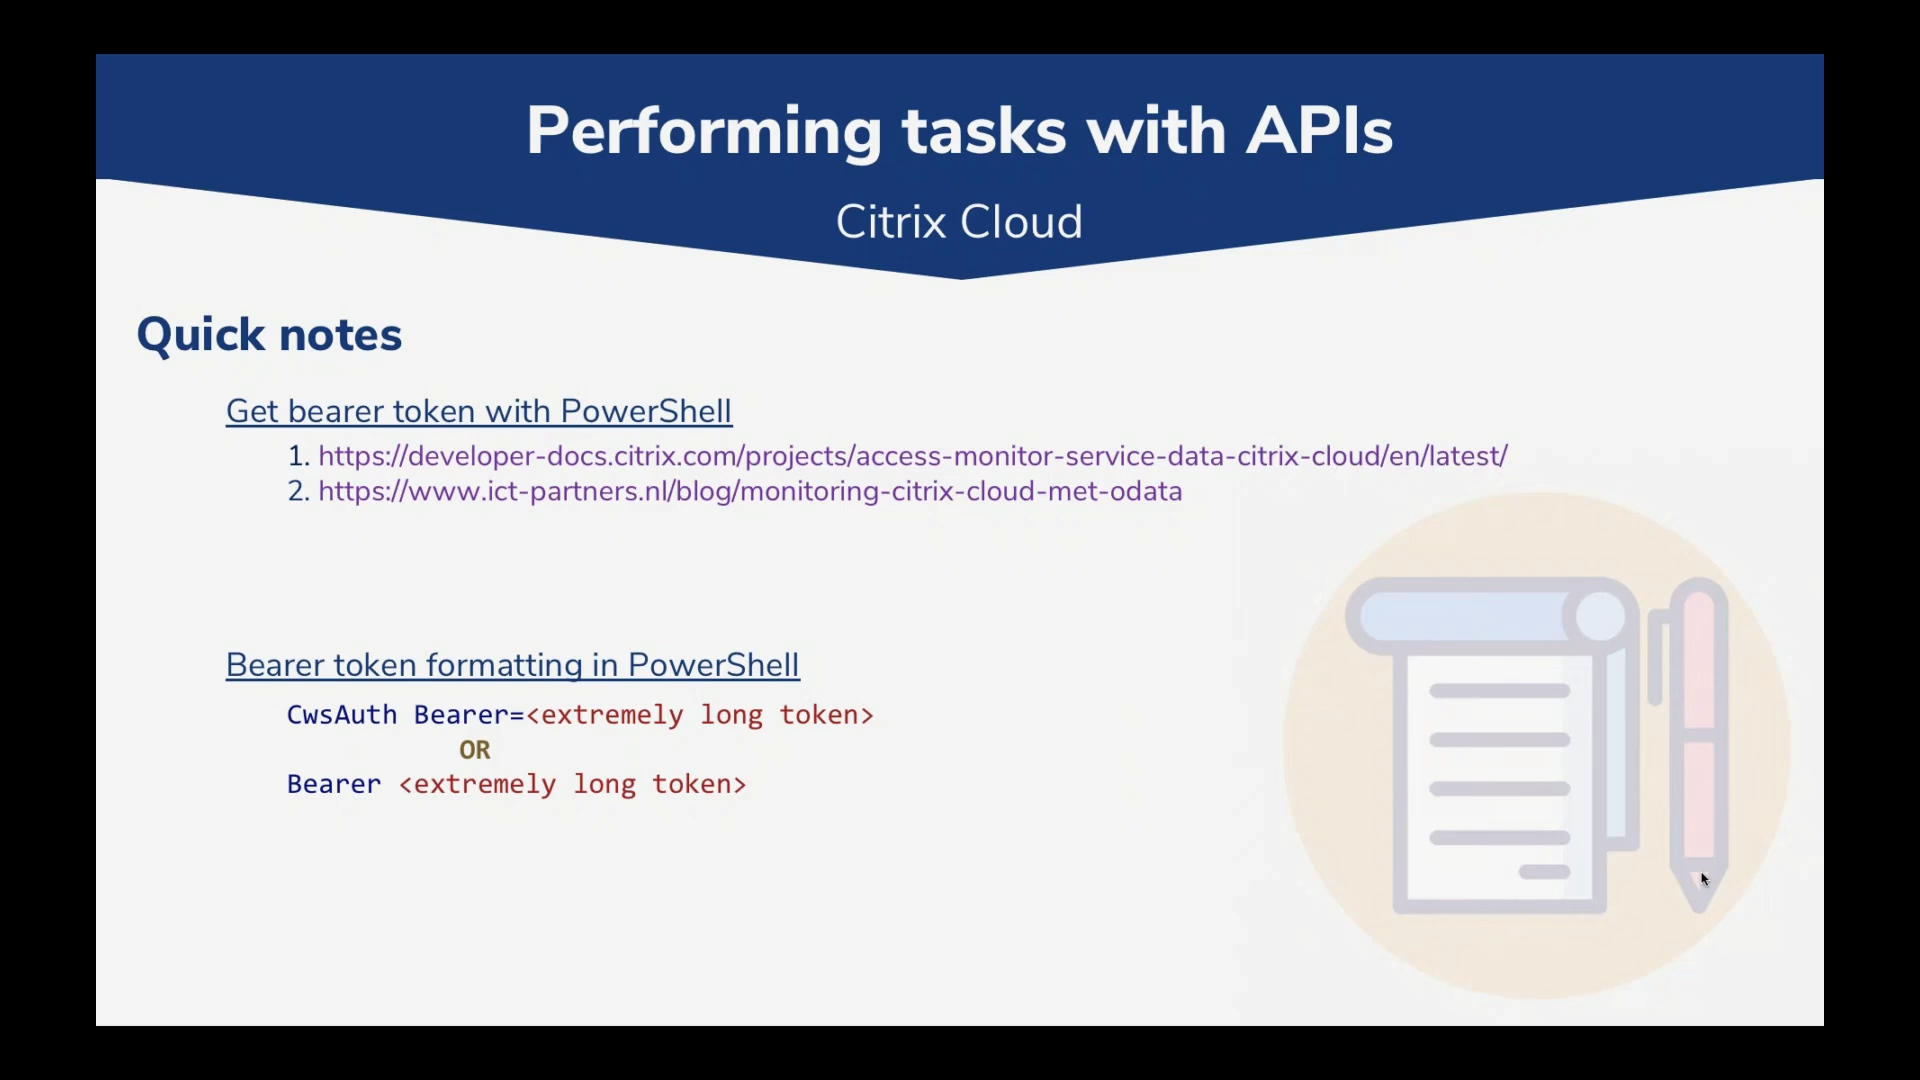 Performing tasks with APIs
Citrix Cloud
Quick notes
Get bearer token with PowerShell
1. https://developer-docs.citrix.com/projects/access-monitor-service-data-citrix-cloud/en/latest/
2. https://www.ict-partners.nl/blog/monitoring-citrix-cloud-met-odata
Bearer token formatting in PowerShell
CwsAuth Bearer=<extremely long token>
OR
Bearer <extremely long token>